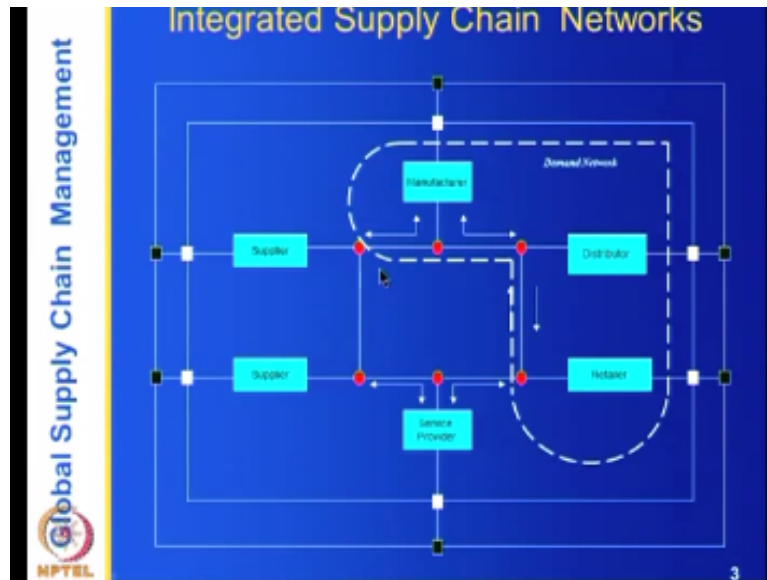 Integrated Supply Chain Networks
Global Supply Chain Management
Demand Network
Manufacturer
Supplier
Distributor
Supplier
Retailer
Service
Provider
NPTEL
3